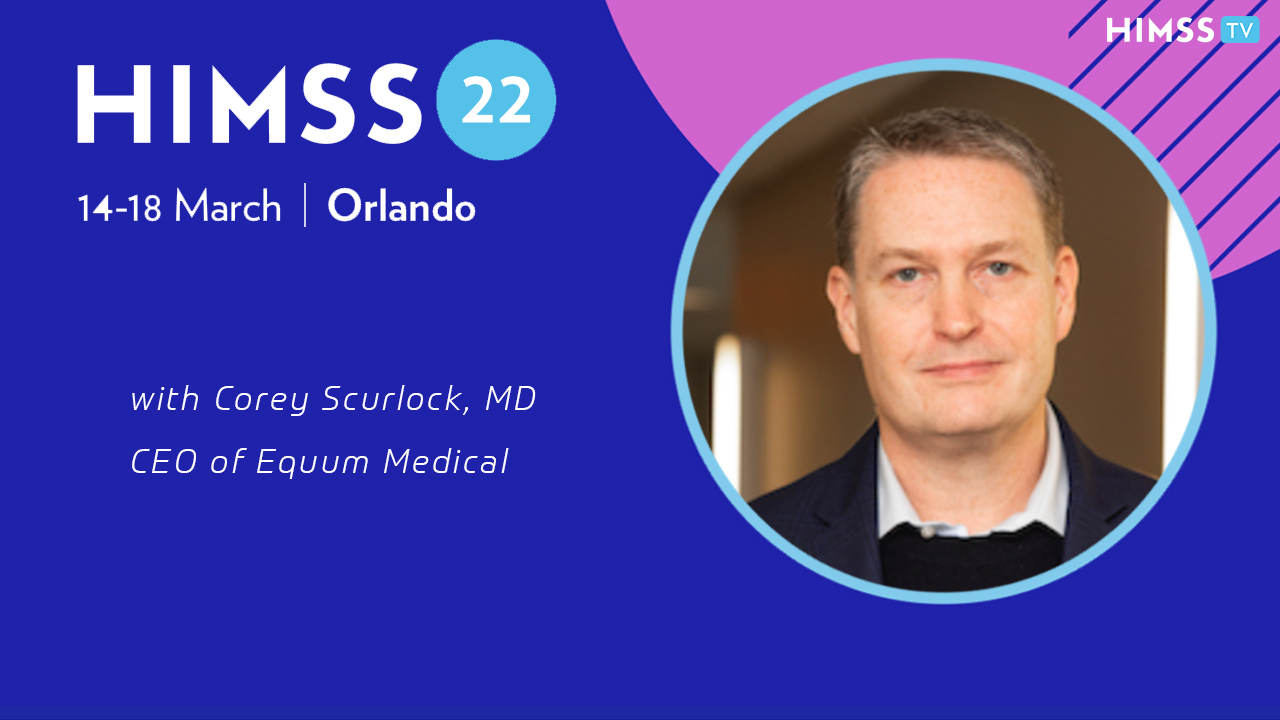 HIMSS 22
14-18 March | Orlando
with Corey Scurlock, MD
CEO of Equum Medical
HIMSS TV